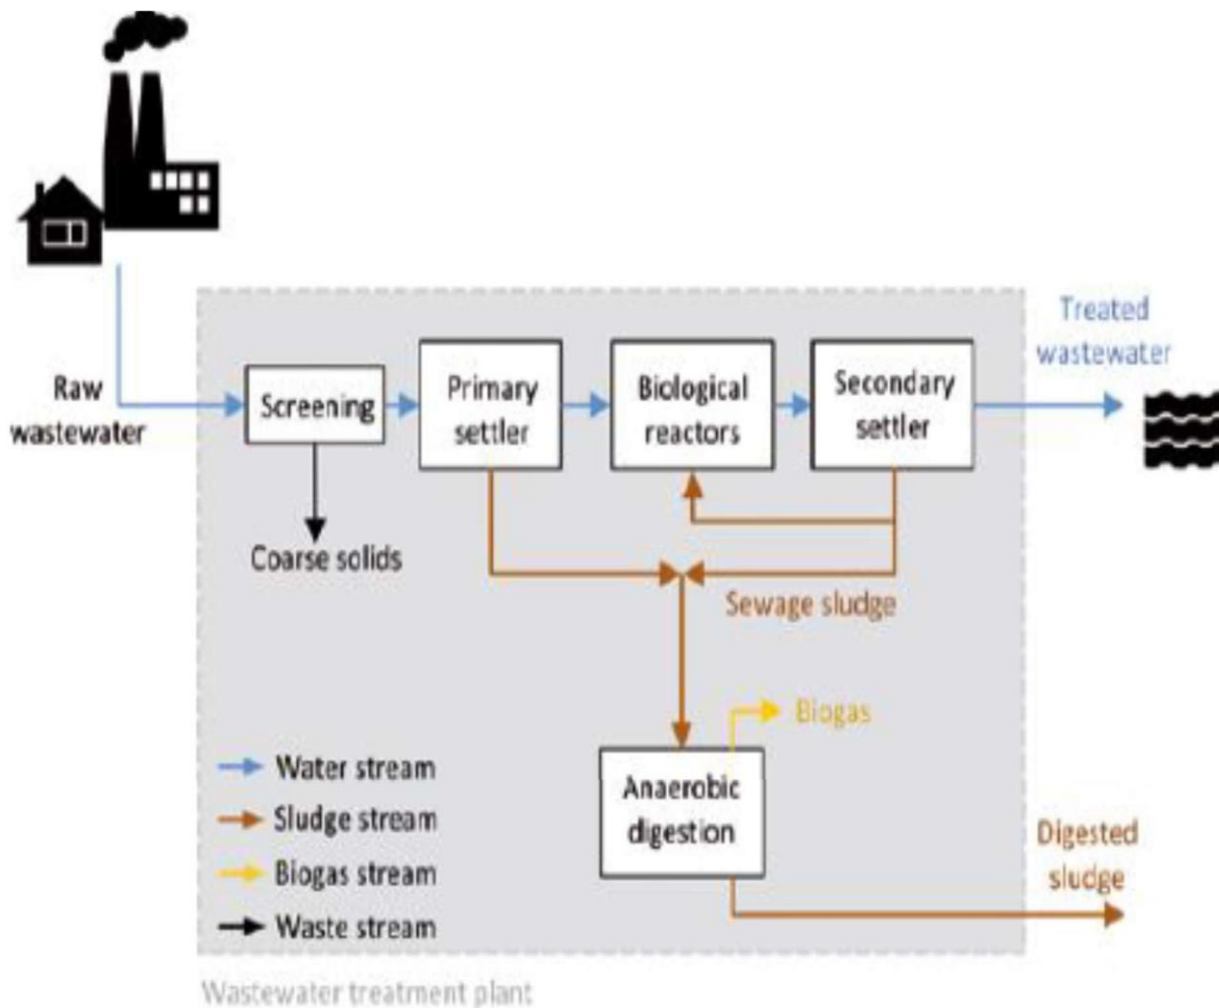 Treated
wastewater
Raw
wastewater
Screening
Primary
settler
Biological
reactors
Secondary
settler
Coarse solids
Sewage sludge
Biogas
Anaerobic
digestion
Water stream
Sludge stream
Biogas stream
Waste stream
Digested
sludge
Wastewater treatment plant